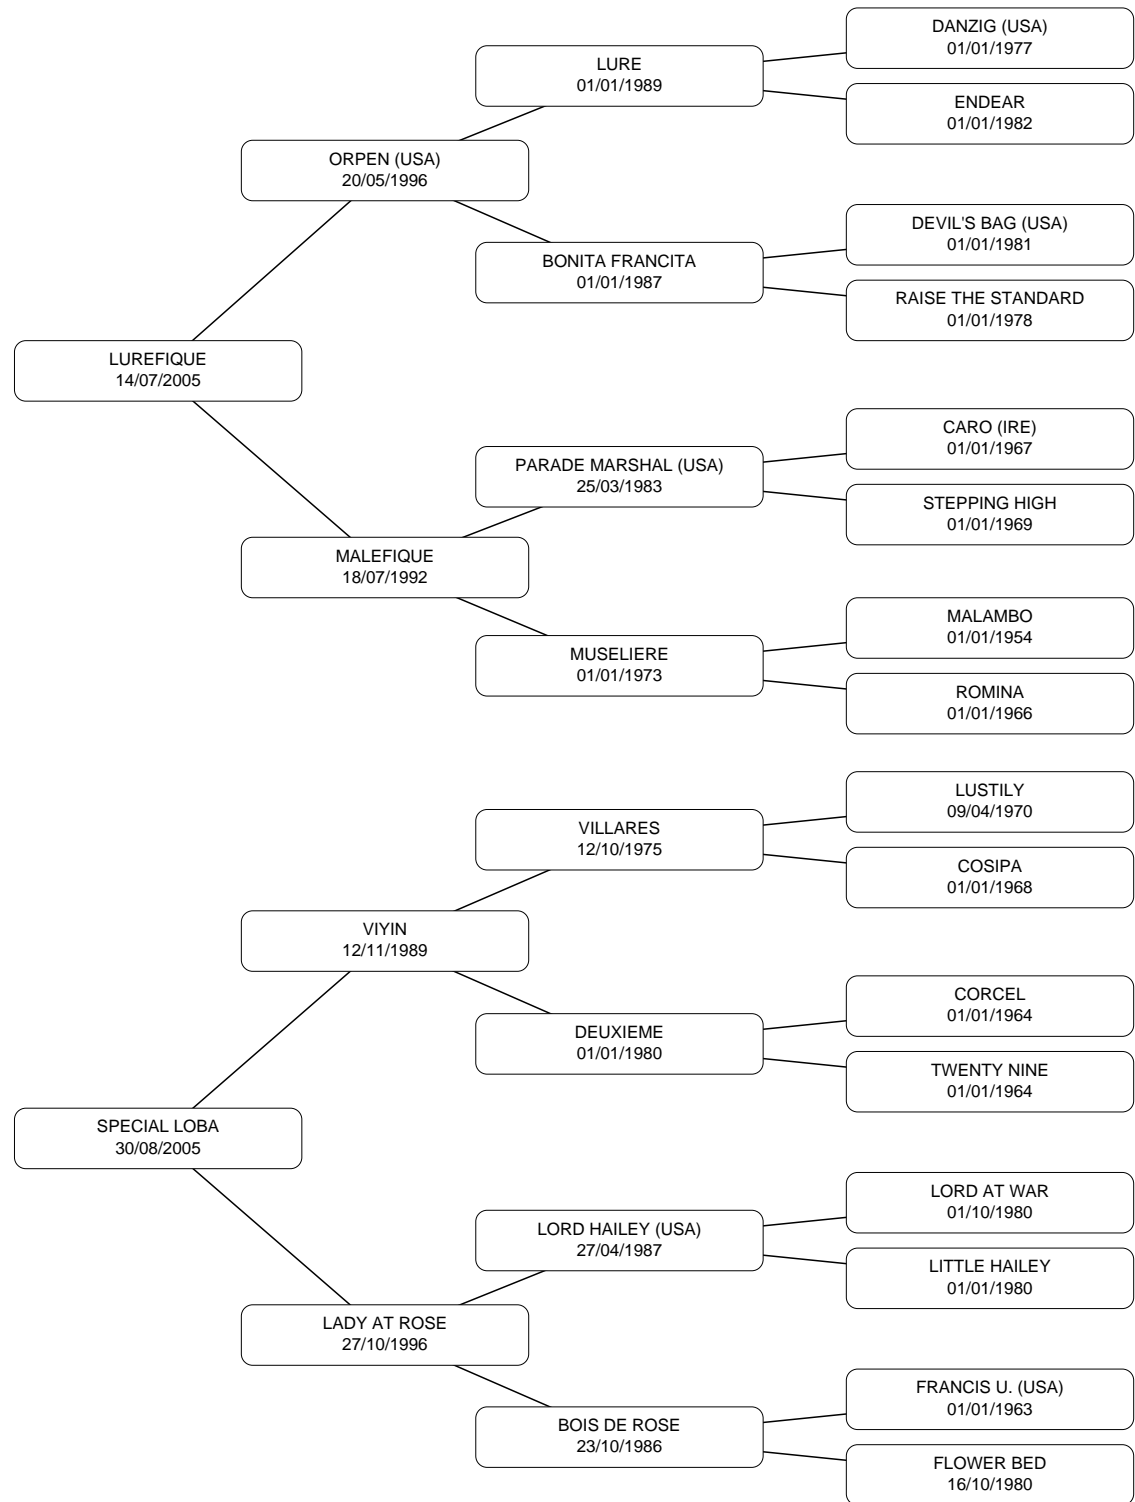 DANZIG (USA)
01/01/1977
LURE
01/01/1989
ENDEAR
01/01/1982
ORPEN (USA)
20/05/1996
DEVIL'S BAG (USA)
01/01/1981
BONITA FRANCITA
01/01/1987
RAISE THE STANDARD
01/01/1978
LUREFIQUE
14/07/2005
CARO (IRE)
01/01/1967
PARADE MARSHAL (USA)
25/03/1983
STEPPING HIGH
01/01/1969
MALEFIQUE
18/07/1992
MALAMBO
01/01/1954
MUSELIERE
01/01/1973
ROMINA
01/01/1966
LUSTILY
09/04/1970
VILLARES
12/10/1975
COSIPA
01/01/1968
VIYIN
12/11/1989
CORCEL
01/01/1964
DEUXIEME
01/01/1980
TWENTY NINE
01/01/1964
SPECIAL LOBA
30/08/2005
LORD AT WAR
01/10/1980
LORD HAILEY (USA)
27/04/1987
LITTLE HAILEY
01/01/1980
LADY AT ROSE
27/10/1996
FRANCIS U. (USA)
01/01/1963
BOIS DE ROSE
23/10/1986
FLOWER BED
16/10/1980